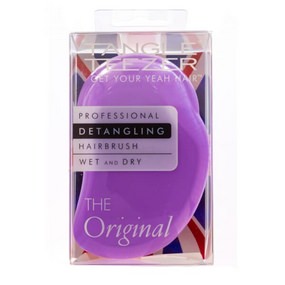 TANGLE
TEEZER
GET YOUR YEAH HAIR
PROFESSIONAL
DETANGLING
HAIRBRUSH
WET AND DRY
THE
Original